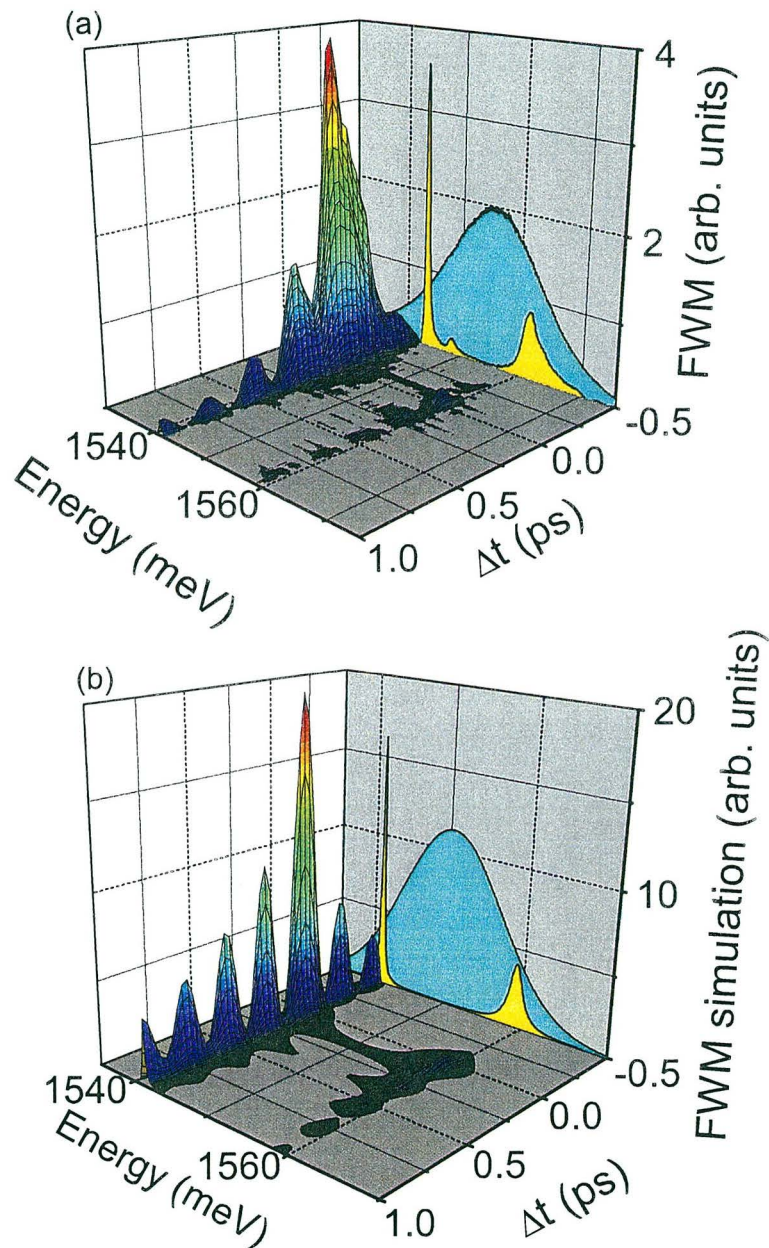 (a)
4
2
FWM (arb. units)
-0.5
0.0
0.5
1.0
Δt (ps)
1540
1560
Energy (meV)
(b)
20
10
FWM simulation (arb. units)
-0.5
0.0
0.5
1.0
Δt (ps)
1540
1560
Energy (meV)